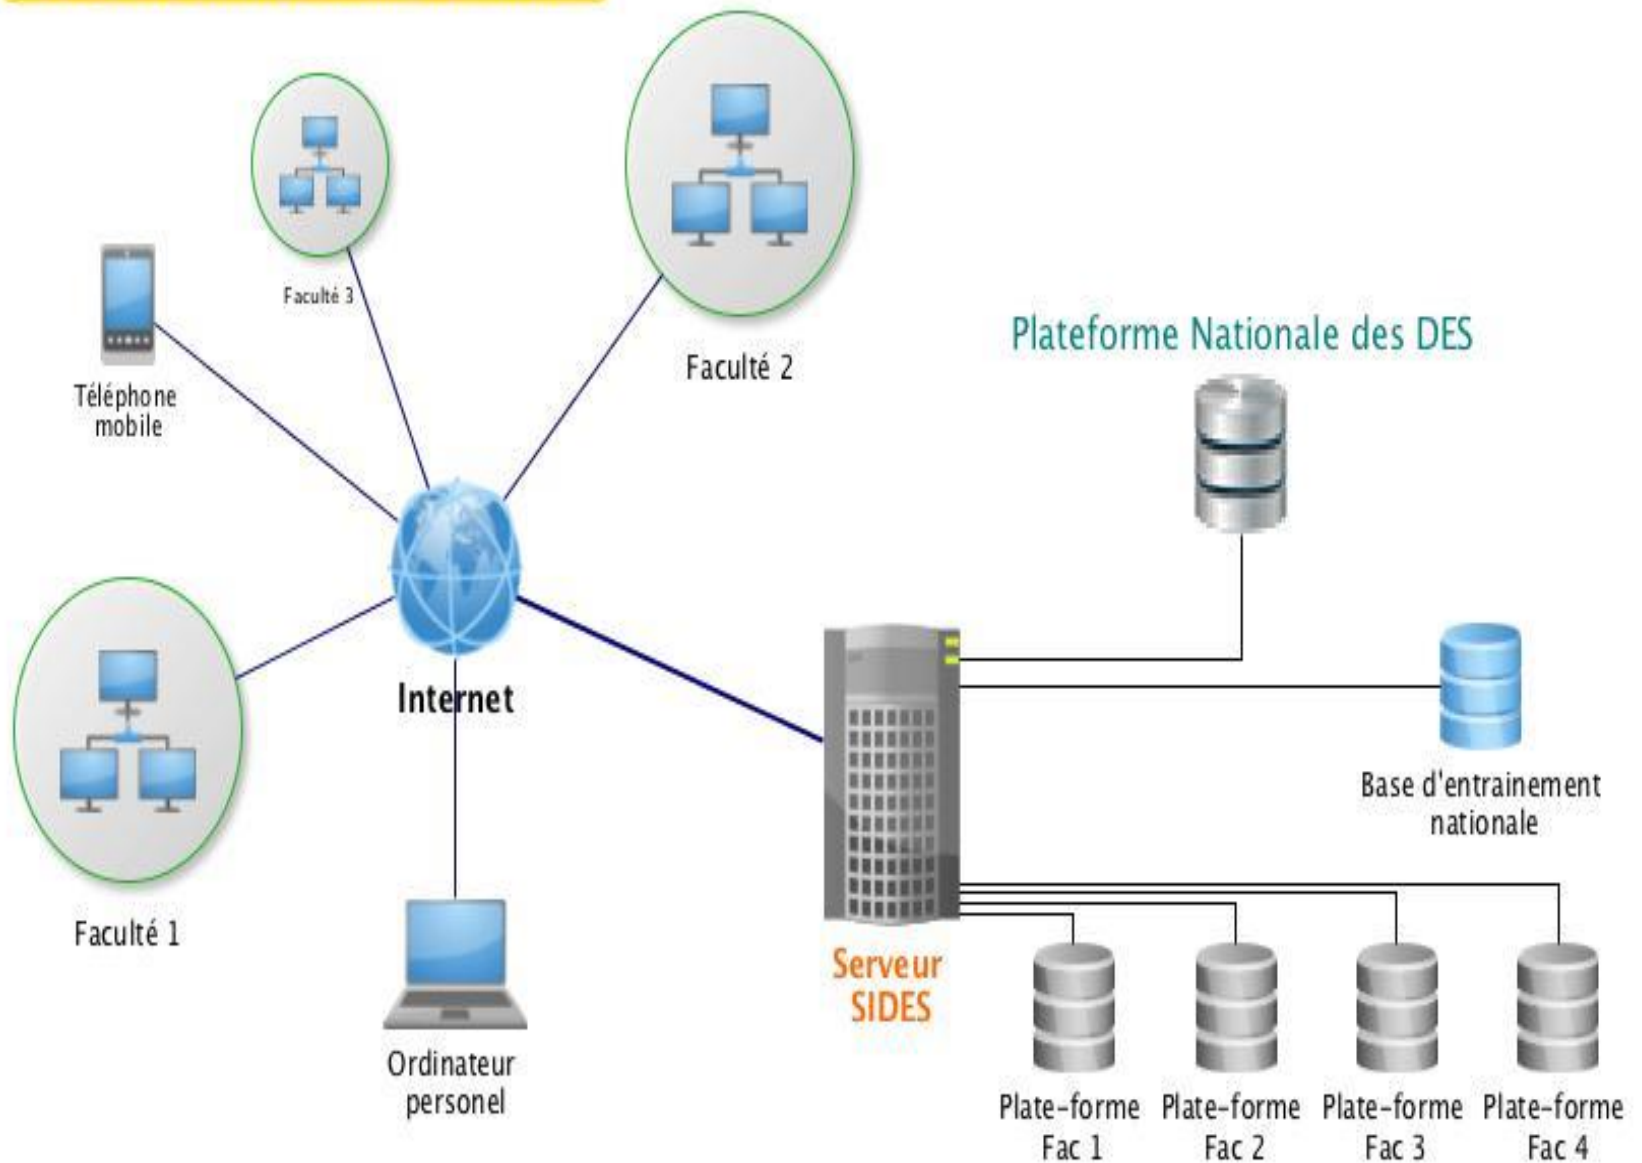 Faculté 3
Téléphone
mobile
Faculté 2
Plateforme Nationale des DES
Internet
Base d'entrainement
nationale
Faculté 1
Serveur
SIDES
Ordinateur
personel
Plate-forme
Fac 1
Plate-forme
Fac 2
Plate-forme
Fac 3
Plate-forme
Fac 4